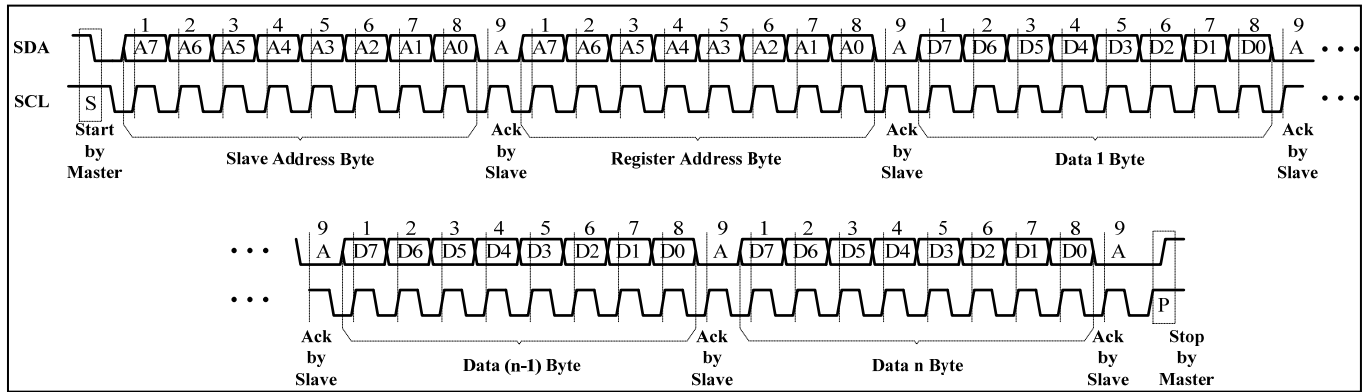 1 2 3 4 5 6 7 8 9 1 2 3 4 5 6 7 8 9 1 2 3 4 5 6 7 8 9
SDA A7 A6 A5 A4 A3 A2 A1 A0 A A7 A6 A5 A4 A3 A2 A1 A0 A D7 D6 D5 D4 D3 D2 D1 D0 A • • •
SCL S • • •
Start by Master
Slave Address Byte
Ack by Slave
Register Address Byte
Ack by Slave
Data 1 Byte
Ack by Slave
9 1 2 3 4 5 6 7 8 9 1 2 3 4 5 6 7 8 9
• • • A D7 D6 D5 D4 D3 D2 D1 D0 A D7 D6 D5 D4 D3 D2 D1 D0 A
• • • P
Ack by Slave
Data (n-1) Byte
Ack by Slave
Data n Byte
Ack by Slave
Stop by Master